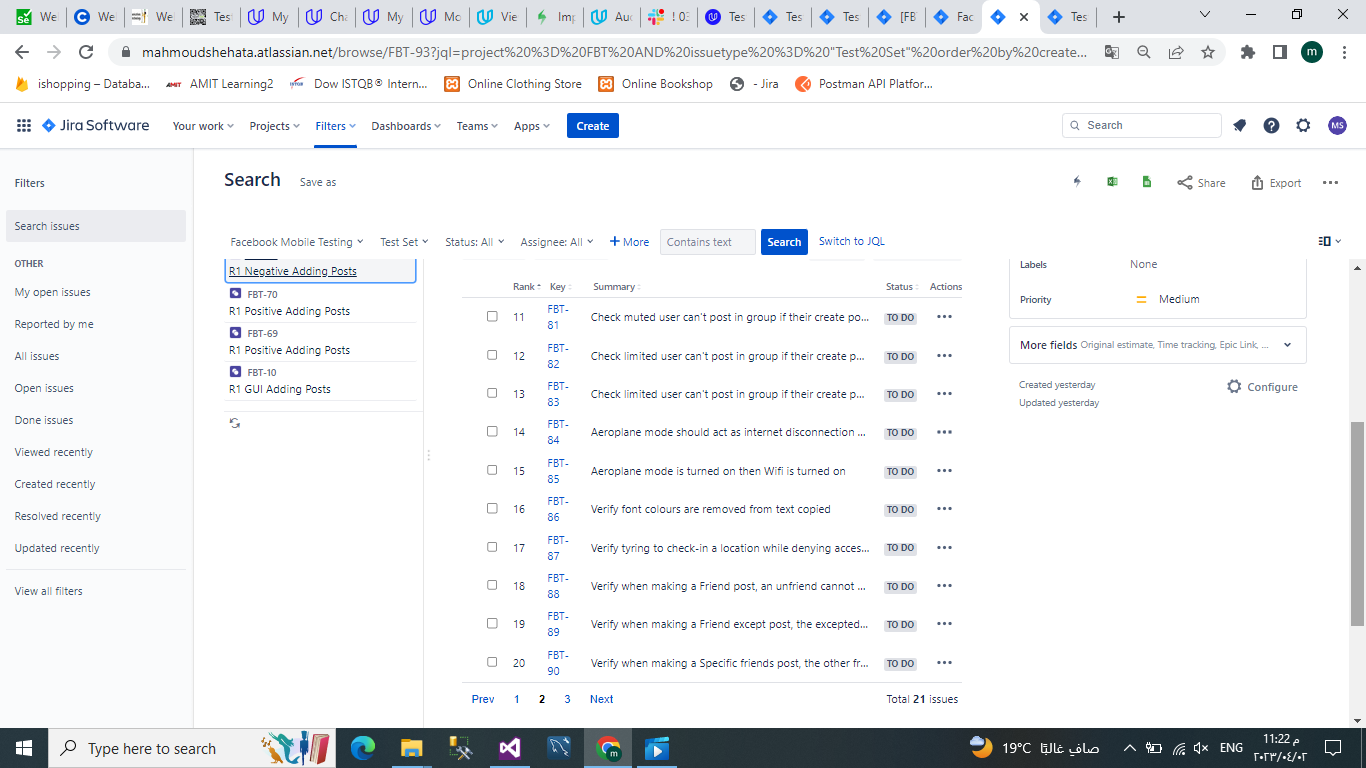 We
We
We
Test
My
Cha
My
Mo
Vie
Imp
Auc
! 03
Tes
Tes
Tes
[FB
Fac
Tes
mahmoudshehata.atlassian.net/browse/FBT-93?jql=project%20%3D%20FBT%20AND%20issuetype%20%3D%20"Test%20Set"%20order%20by%20create...
m
ishopping – Databa...
AMIT Learning2
Dow ISTQB® Intern...
Online Clothing Store
Online Bookshop
- Jira
Postman API Platfor...
Jira Software
Your work
Projects
Filters
Dashboards
Teams
Apps
Create
Search
MS
Filters
Search issues
OTHER
My open issues
Reported by me
All issues
Open issues
Done issues
Viewed recently
Created recently
Resolved recently
Updated recently
View all filters
Search
Save as
Share
Export
Facebook Mobile Testing
Test Set
Status: All
Assignee: All
+ More
Contains text
Search
Switch to JQL
R1 Negative Adding Posts
FBT-70
R1 Positive Adding Posts
FBT-69
R1 Positive Adding Posts
FBT-10
R1 GUI Adding Posts
Rank Key Summary Status Actions
11 FBT-81 Check muted user can't post in group if their create po... TO DO
12 FBT-82 Check limited user can't post in group if their create p... TO DO
13 FBT-83 Check limited user can't post in group if their create p... TO DO
14 FBT-84 Aeroplane mode should act as internet disconnection ... TO DO
15 FBT-85 Aeroplane mode is turned on then Wifi is turned on TO DO
16 FBT-86 Verify font colours are removed from text copied TO DO
17 FBT-87 Verify tyring to check-in a location while denying acces... TO DO
18 FBT-88 Verify when making a Friend post, an unfriend cannot ... TO DO
19 FBT-89 Verify when making a Friend except post, the excepted... TO DO
20 FBT-90 Verify when making a Specific friends post, the other fr... TO DO
Prev 1 2 3 Next
Total 21 issues
Labels None
Priority Medium
More fields Original estimate, Time tracking, Epic Link, ...
Created yesterday
Updated yesterday
Configure
Type here to search
19°C صاف غالبًا
ENG
11:22 م
٢٠٢٣/٠٤/٠٢